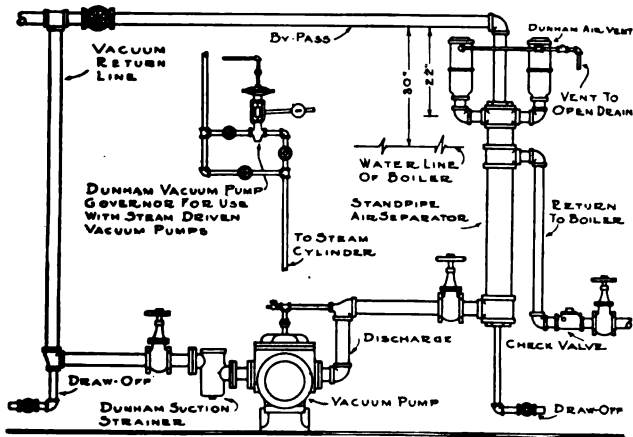 BY-PASS
DUNHAM AIR VENT
VACUUM
RETURN
LINE
30"
22"
VENT TO
OPEN DRAIN
WATER LINE
OF BOILER
DUNHAM VACUUM PUMP
GOVERNOR FOR USE
WITH STEAM DRIVEN
VACUUM PUMPS
STANDPIPE
AIR SEPARATOR
RETURN
TO BOILER
TO STEAM
CYLINDER
DISCHARGE
CHECK VALVE
DRAW-OFF
DUNHAM SUCTION
STRAINER
VACUUM PUMP
DRAW-OFF